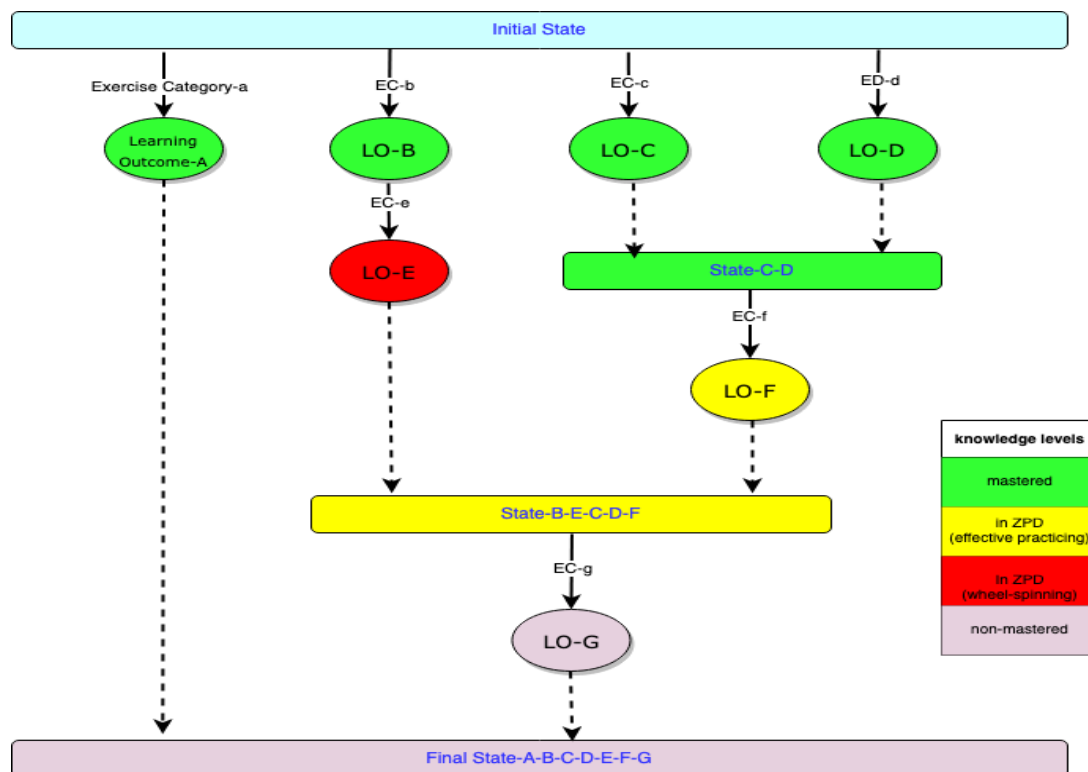 Initial State
Exercise Category-a
EC-b
EC-c
ED-d
Learning
Outcome-A
LO-B
LO-C
LO-D
EC-e
LO-E
State-C-D
EC-f
LO-F
knowledge levels
mastered
in ZPD
(effective practicing)
In ZPD
(wheel-spinning)
non-mastered
State-B-E-C-D-F
EC-g
LO-G
Final State-A-B-C-D-E-F-G